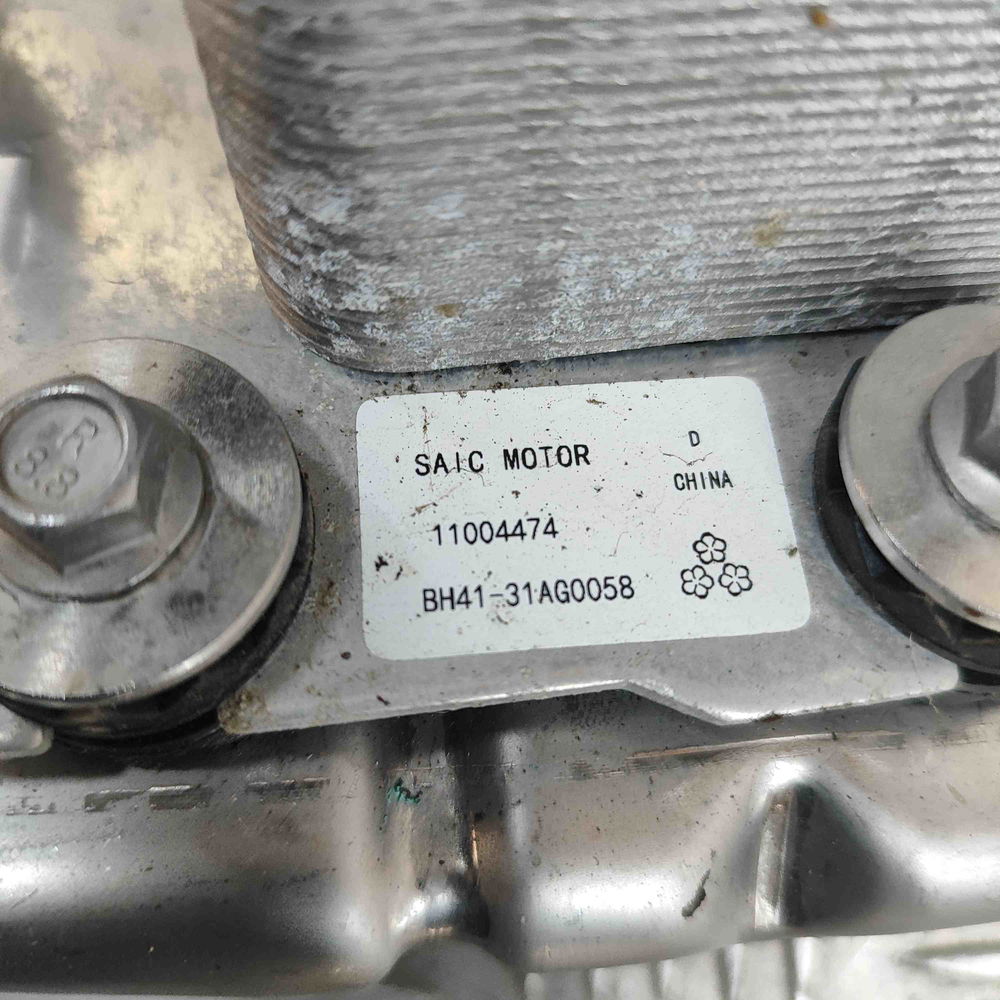 SAIC MOTOR
D
CHINA
11004474
BH41-31AG0058
R
8.8